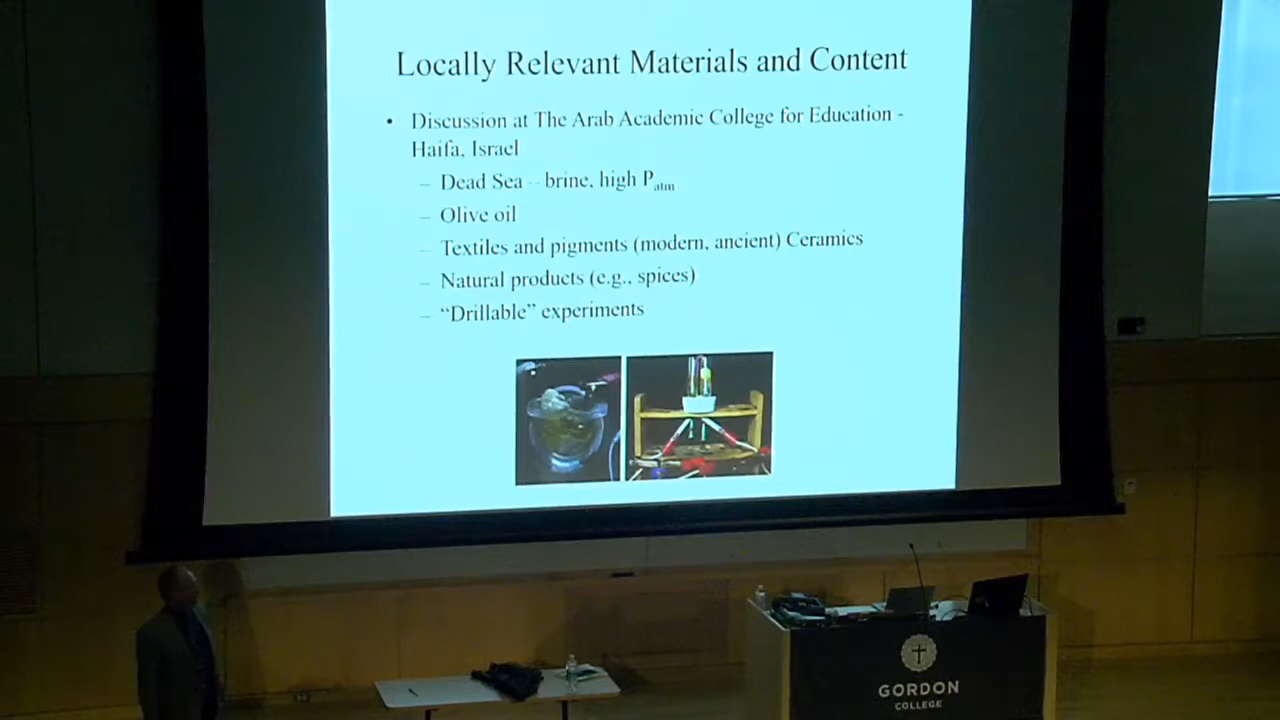 Locally Relevant Materials and Content
• Discussion at The Arab Academic College for Education -
Haifa, Israel
– Dead Sea – brine, high Patm
– Olive oil
– Textiles and pigments (modern, ancient) Ceramics
– Natural products (e.g., spices)
– “Drillable” experiments
GORDON
COLLEGE